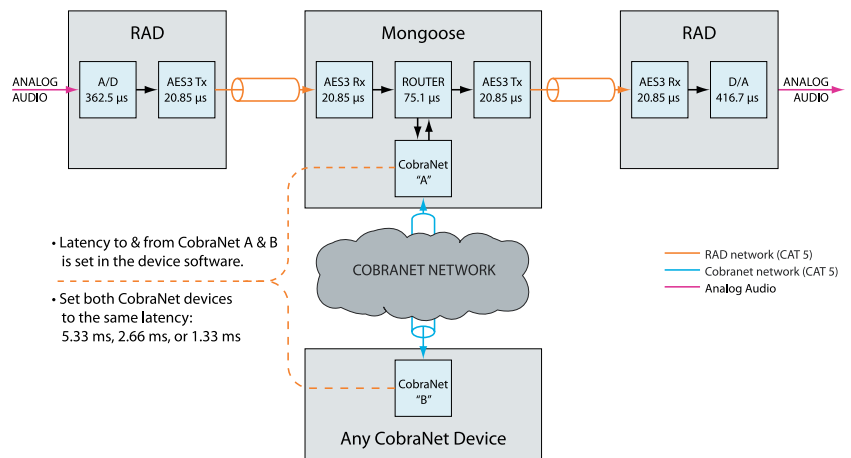 RAD
Mongoose
RAD
ANALOG
AUDIO
A/D
362.5 µs
AES3 Tx
20.85 µs
AES3 Rx
20.85 µs
ROUTER
75.1 µs
AES3 Tx
20.85 µs
AES3 Rx
20.85 µs
D/A
416.7 µs
ANALOG
AUDIO
CobraNet
"A"
• Latency to & from CobraNet A & B
is set in the device software.
• Set both CobraNet devices
to the same latency:
5.33 ms, 2.66 ms, or 1.33 ms
COBRANET NETWORK
RAD network (CAT 5)
Cobranet network (CAT 5)
Analog Audio
CobraNet
"B"
Any CobraNet Device